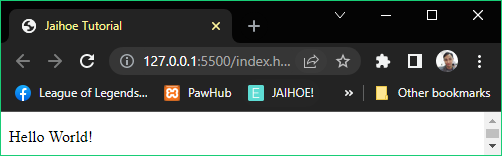 Jaihoe Tutorial
127.0.0.1:5500/index.h...
League of Legends... PawHub JAIHOE! Other bookmarks
Hello World!